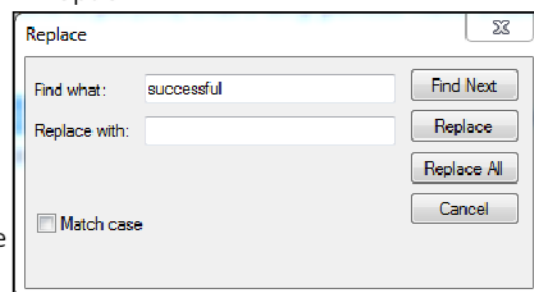 Replace
Find what: successful Find Next
Replace with: Replace
Replace All
Match case Cancel
e